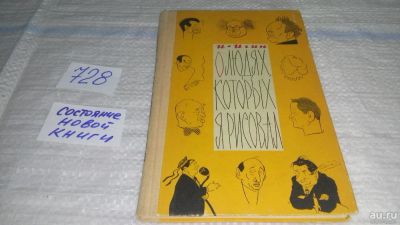 728
СОСТОЯНИЕ
НОВОЙ
КНИГИ
И. Игин
О ЛЮДЯХ,
КОТОРЫХ
Я РИСОВАЛ
au.ru